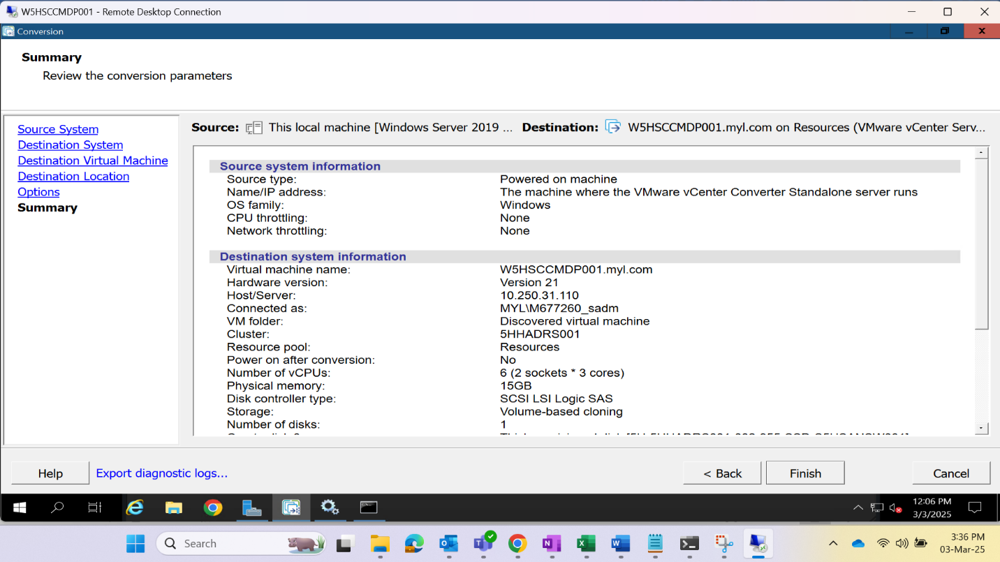 W5HSCCMDP001 - Remote Desktop Connection
Conversion
Summary
Review the conversion parameters
Source System
Destination System
Destination Virtual Machine
Destination Location
Options
Summary
Source: This local machine [Windows Server 2019 ... Destination: W5HSCCMDP001.myl.com on Resources (VMware vCenter Serv...
Source system information
Source type: Powered on machine
Name/IP address: The machine where the VMware vCenter Converter Standalone server runs
OS family: Windows
CPU throttling: None
Network throttling: None
Destination system information
Virtual machine name: W5HSCCMDP001.myl.com
Hardware version: Version 21
Host/Server: 10.250.31.110
Connected as: MYL\M677260_sadm
VM folder: Discovered virtual machine
Cluster: 5HHADRS001
Resource pool: Resources
Power on after conversion: No
Number of vCPUs: 6 (2 sockets * 3 cores)
Physical memory: 15GB
Disk controller type: SCSI LSI Logic SAS
Storage: Volume-based cloning
Number of disks: 1
Help
Export diagnostic logs...
< Back
Finish
Cancel
12:06 PM
3/3/2025
Search
3:36 PM
03-Mar-25